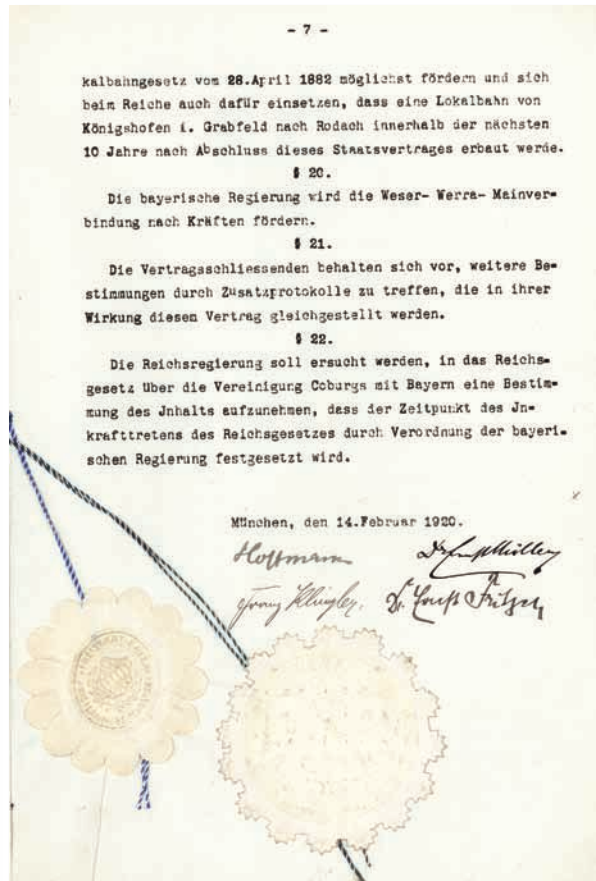 - 7 -
kalbahngesetz vom 28.April 1882 möglichst fördern und sich
beim Reiche auch dafür einsetzen, dass eine Lokalbahn von
Königshofen i. Grabfeld nach Rodach innerhalb der nächsten
10 Jahre nach Abschluss dieses Staatsvertrages erbaut werde.
§ 20.
Die bayerische Regierung wird die Weser- Werra- Mainver-
bindung nach Kräften fördern.
§ 21.
Die Vertragsschliessenden behalten sich vor, weitere Be-
stimmungen durch Zusatzprotokolle zu treffen, die in ihrer
Wirkung diesem Vertrag gleichgestellt werden.
§ 22.
Die Reichsregierung soll ersucht werden, in das Reichs-
gesetz über die Vereinigung Coburgs mit Bayern eine Bestim-
mung des Jnhalts aufzunehmen, dass der Zeitpunkt des Jn-
krafttretens des Reichsgesetzes durch Verordnung der bayeri-
schen Regierung festgesetzt wird.
München, den 14.Februar 1920.
Hoffmann
Franz Klingler.